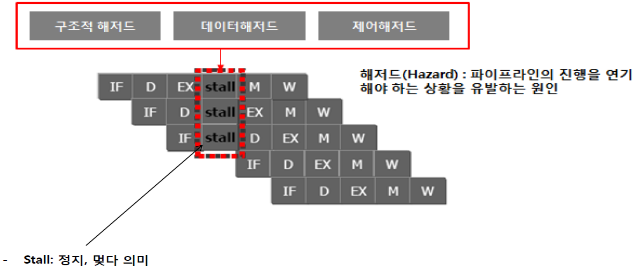 구조적 해저드 데이터해저드 제어해저드
해저드(Hazard) : 파이프라인의 진행을 연기
해야 하는 상황을 유발하는 원인
IF D EX stall M W
IF D stall EX M W
IF stall D EX M W
IF D EX M W
IF D EX M W
- Stall: 정지, 멎다 의미